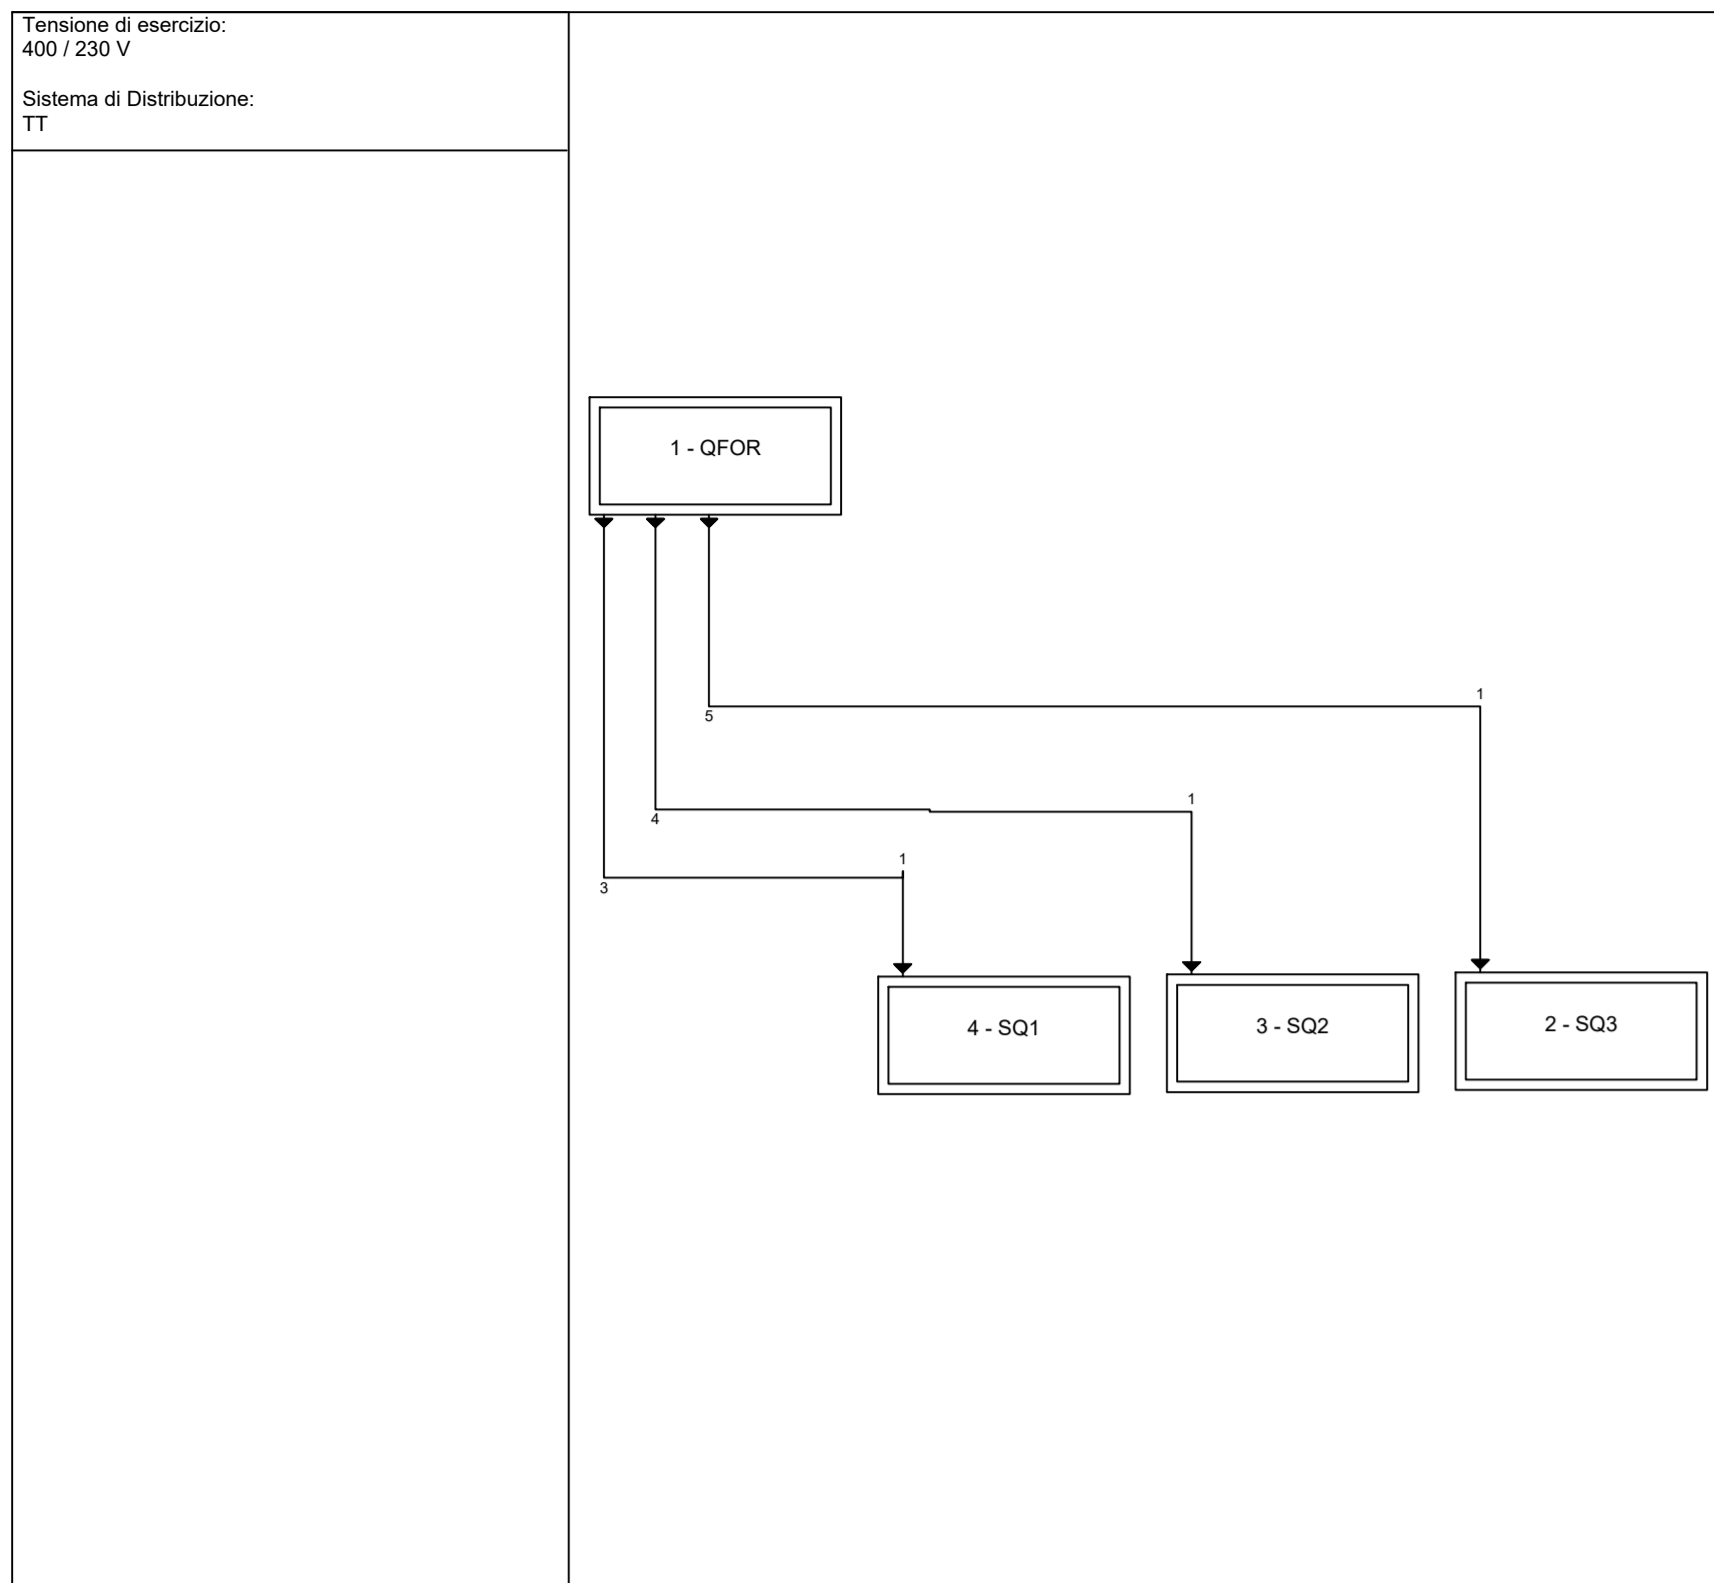 Tensione di esercizio:
400 / 230 V
Sistema di Distribuzione:
TT
1 - QFOR
1
5
1
4
1
3
4 - SQ1
3 - SQ2
2 - SQ3